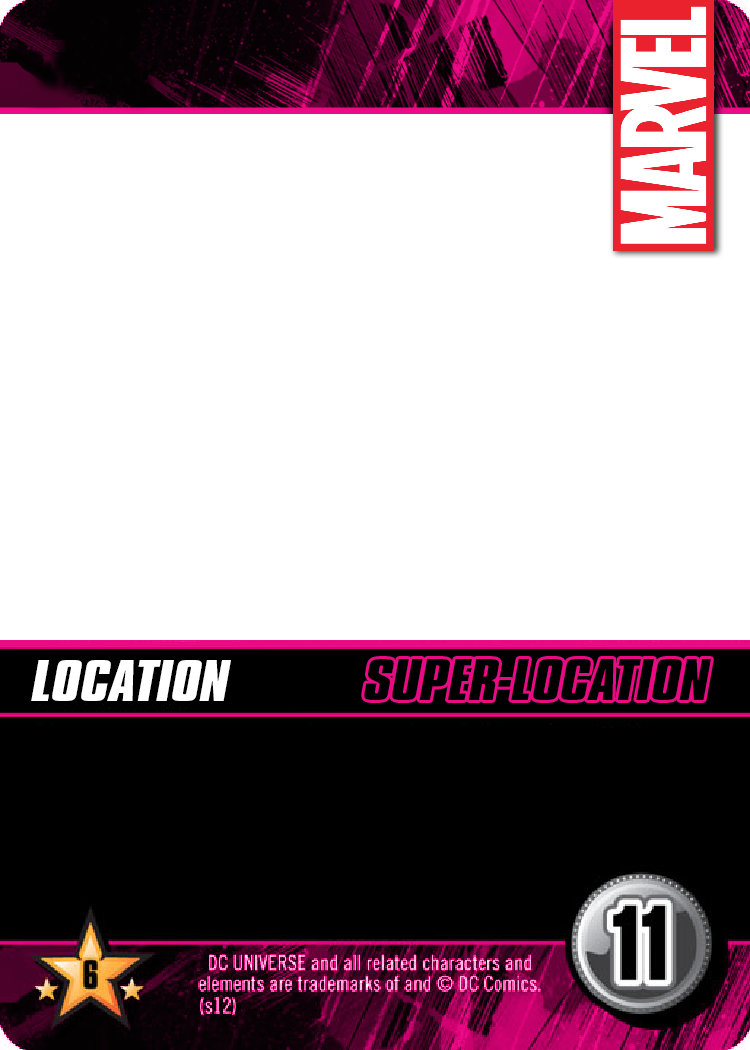 MARVEL
LOCATION
SUPER-LOCATION
6
DC UNIVERSE and all related characters and
elements are trademarks of and © DC Comics.
(s12)
11